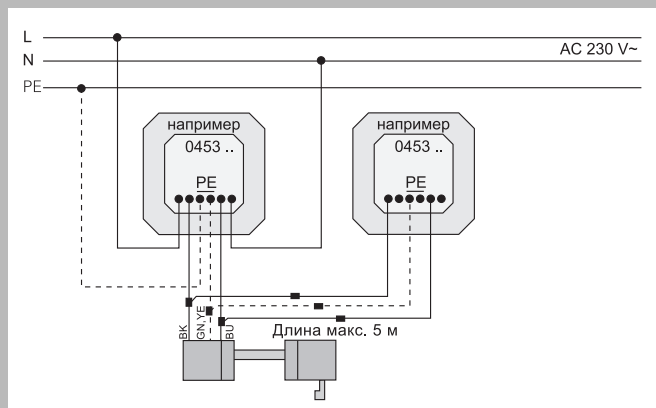 L
N
AC 230 V~
PE
например
0453 ..
PE
например
0453 ..
PE
BK
GN,YE
BU
Длина макс. 5 м